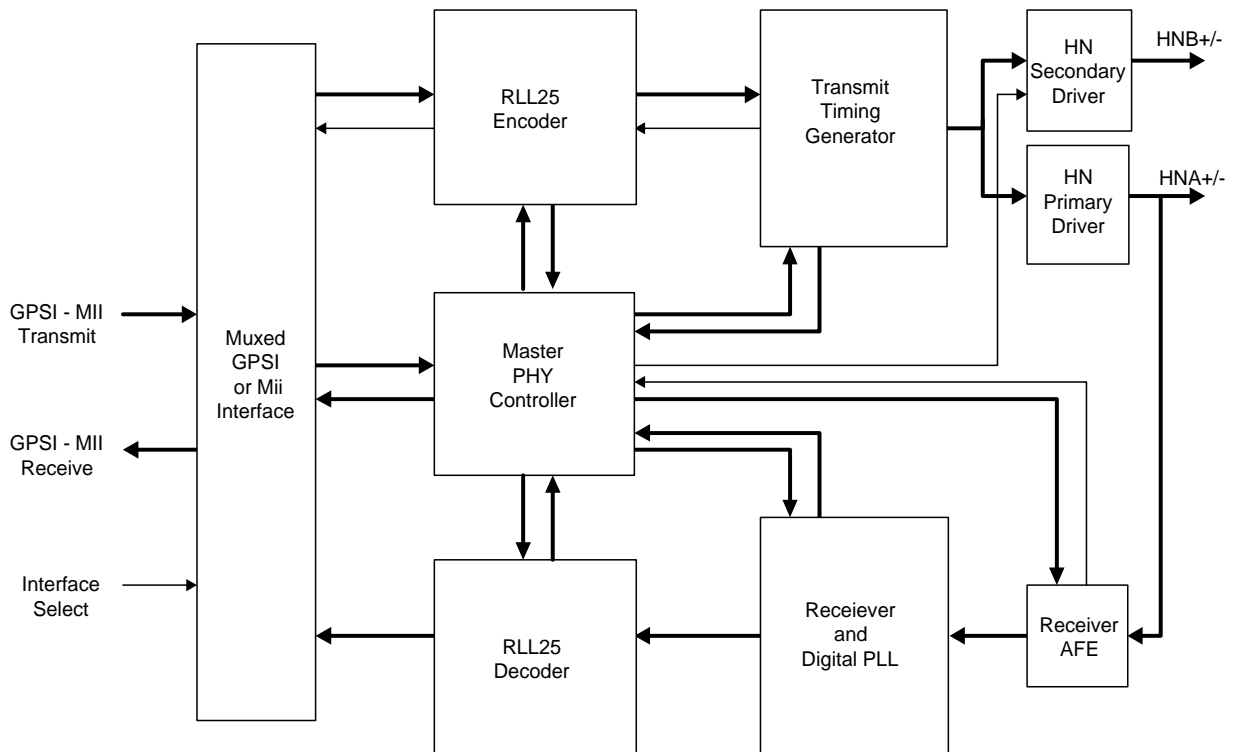 HN
Secondary
Driver
HNB+/-
RLL25
Encoder
Transmit
Timing
Generator
HN
Primary
Driver
HNA+/-
GPSI - MII
Transmit
Muxed
GPSI
or Mii
Interface
Master
PHY
Controller
GPSI - MII
Receive
Interface
Select
RLL25
Decoder
Receiever
and
Digital PLL
Receiver
AFE